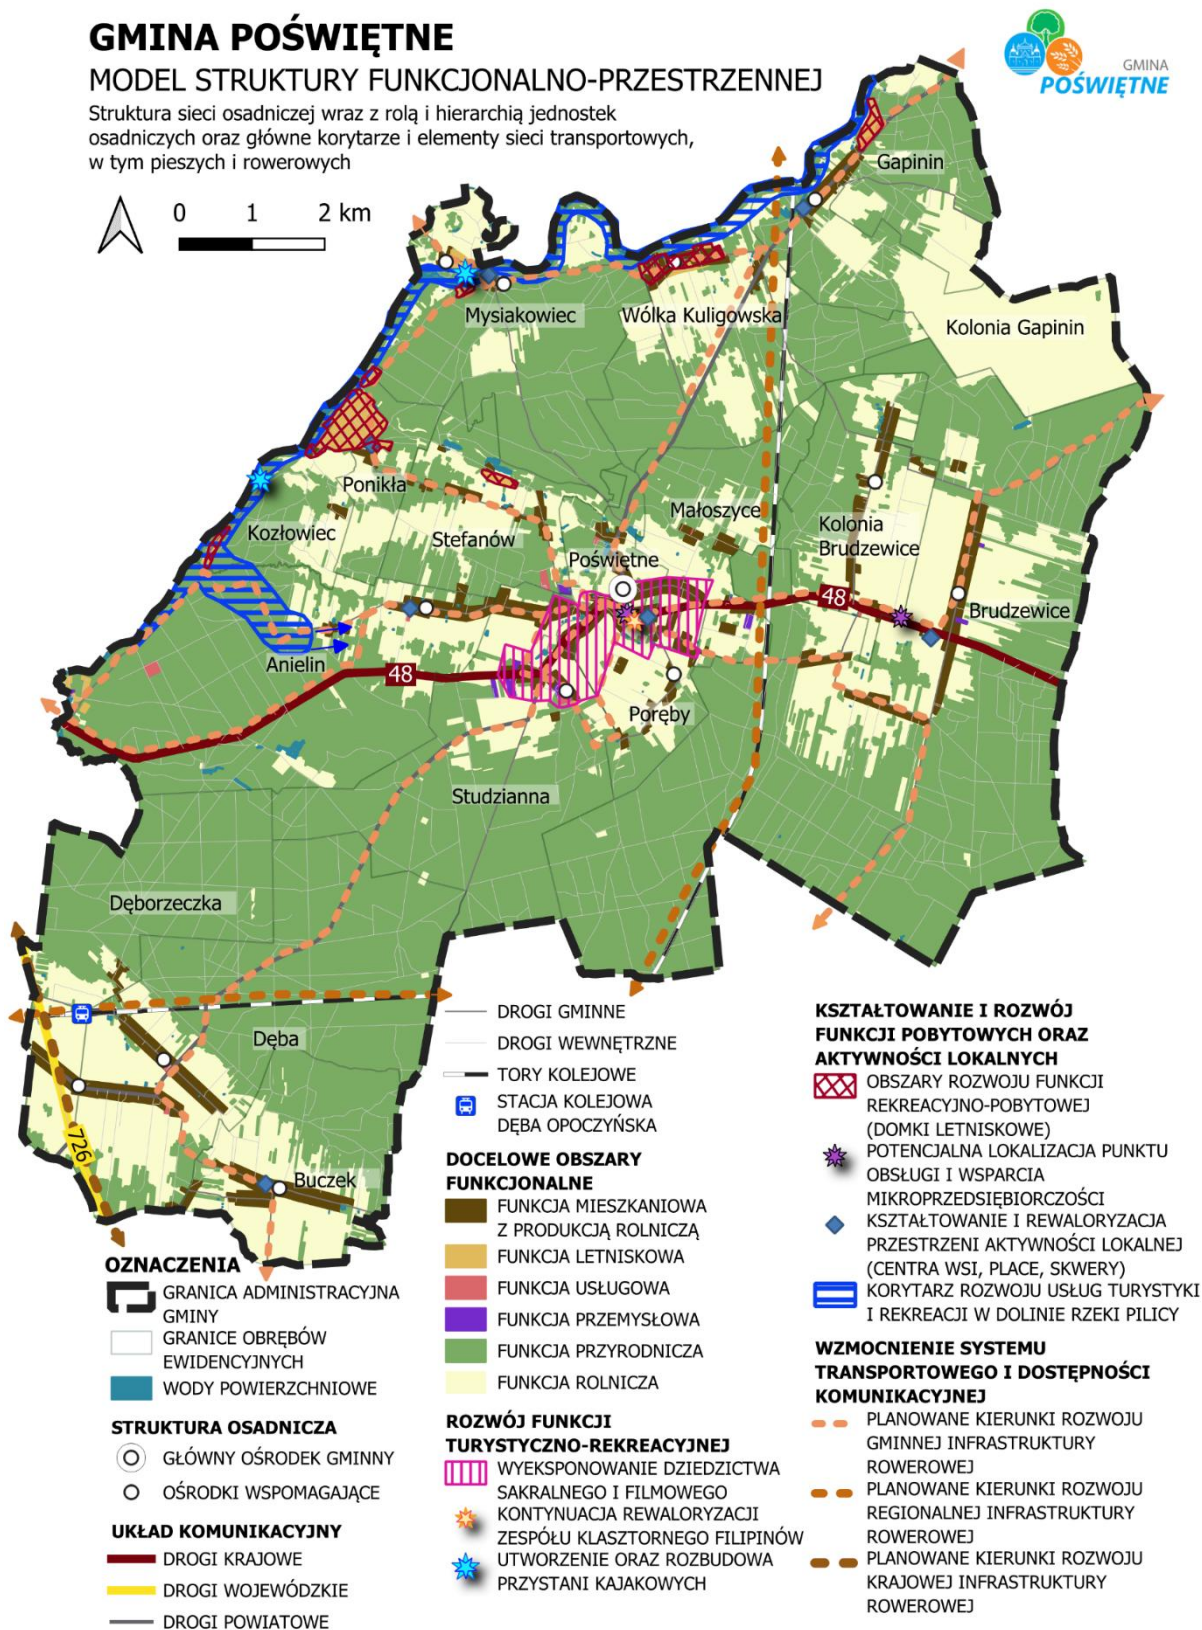 GMINA POŚWIĘTNE
MODEL STRUKTURY FUNKCJONALNO-PRZESTRZENNEJ
Struktura sieci osadniczej wraz z rolą i hierarchią jednostek
osadniczych oraz główne korytarze i elementy sieci transportowych,
w tym pieszych i rowerowych
0 1 2 km
GMINA
POŚWIĘTNE
Gapinin
Mysiakowiec
Wólka Kuligowska
Kolonia Gapinin
Ponikła
Małoszyce
Kozłowiec
Stefanów
Kolonia
Brudzewice
Poświętne
48
Brudzewice
Anielin
48
Poręby
Studzianna
Dęborzeczka
Dęba
726
Buczek
OZNACZENIA
GRANICA ADMINISTRACYJNA
GMINY
GRANICE OBRĘBÓW
EWIDENCYJNYCH
WODY POWIERZCHNIOWE
STRUKTURA OSADNICZA
GŁÓWNY OŚRODEK GMINNY
OŚRODKI WSPOMAGAJĄCE
UKŁAD KOMUNIKACYJNY
DROGI KRAJOWE
DROGI WOJEWÓDZKIE
DROGI POWIATOWE
DROGI GMINNE
DROGI WEWNĘTRZNE
TORY KOLEJOWE
STACJA KOLEJOWA
DĘBA OPOCZYŃSKA
DOCELOWE OBSZARY
FUNKCJONALNE
FUNKCJA MIESZKANIOWA
Z PRODUKCJĄ ROLNICZĄ
FUNKCJA LETNISKOWA
FUNKCJA USŁUGOWA
FUNKCJA PRZEMYSŁOWA
FUNKCJA PRZYRODNICZA
FUNKCJA ROLNICZA
ROZWÓJ FUNKCJI
TURYSTYCZNO-REKREACYJNEJ
WYEKSPONOWANIE DZIEDZICTWA
SAKRALNEGO I FILMOWEGO
KONTYNUACJA REWALORYZACJI
ZESPÓŁU KLASZTORNEGO FILIPINÓW
UTWORZENIE ORAZ ROZBUDOWA
PRZYSTANI KAJAKOWYCH
KSZTAŁTOWANIE I ROZWÓJ
FUNKCJI POBYTOWYCH ORAZ
AKTYWNOŚCI LOKALNYCH
OBSZARY ROZWOJU FUNKCJI
REKREACYJNO-POBYTOWEJ
(DOMKI LETNISKOWE)
POTENCJALNA LOKALIZACJA PUNKTU
OBSŁUGI I WSPARCIA
MIKROPRZEDSIĘBIORCZOŚCI
KSZTAŁTOWANIE I REWALORYZACJA
PRZESTRZENI AKTYWNOŚCI LOKALNEJ
(CENTRA WSI, PLACE, SKWERY)
KORYTARZ ROZWOJU USŁUG TURYSTYKI
I REKREACJI W DOLINIE RZEKI PILICY
WZMOCNIENIE SYSTEMU
TRANSPORTOWEGO I DOSTĘPNOŚCI
KOMUNIKACYJNEJ
PLANOWANE KIERUNKI ROZWOJU
GMINNEJ INFRASTRUKTURY
ROWEROWEJ
PLANOWANE KIERUNKI ROZWOJU
REGIONALNEJ INFRASTRUKTURY
ROWEROWEJ
PLANOWANE KIERUNKI ROZWOJU
KRAJOWEJ INFRASTRUKTURY
ROWEROWEJ